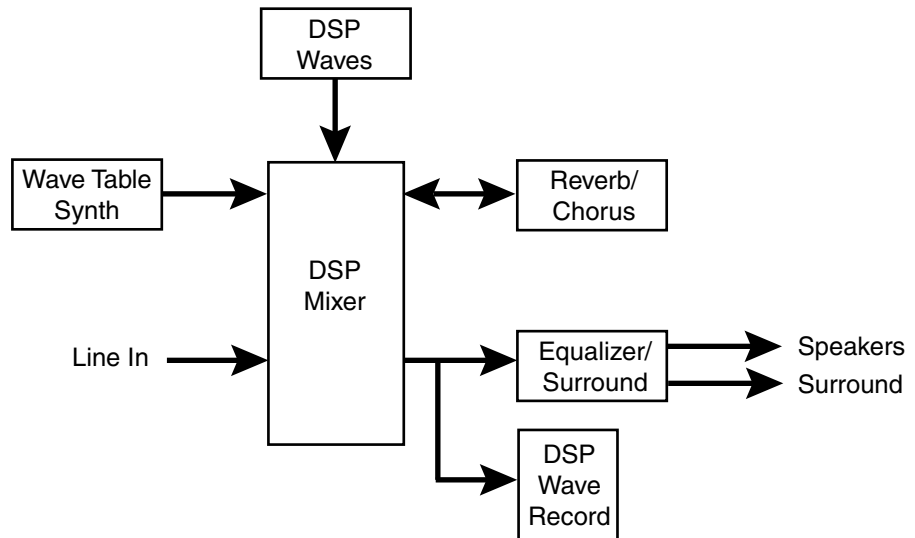 DSP
Waves
Wave Table
Synth
Reverb/
Chorus
DSP
Mixer
Line In
Equalizer/
Surround
Speakers
Surround
DSP
Wave
Record